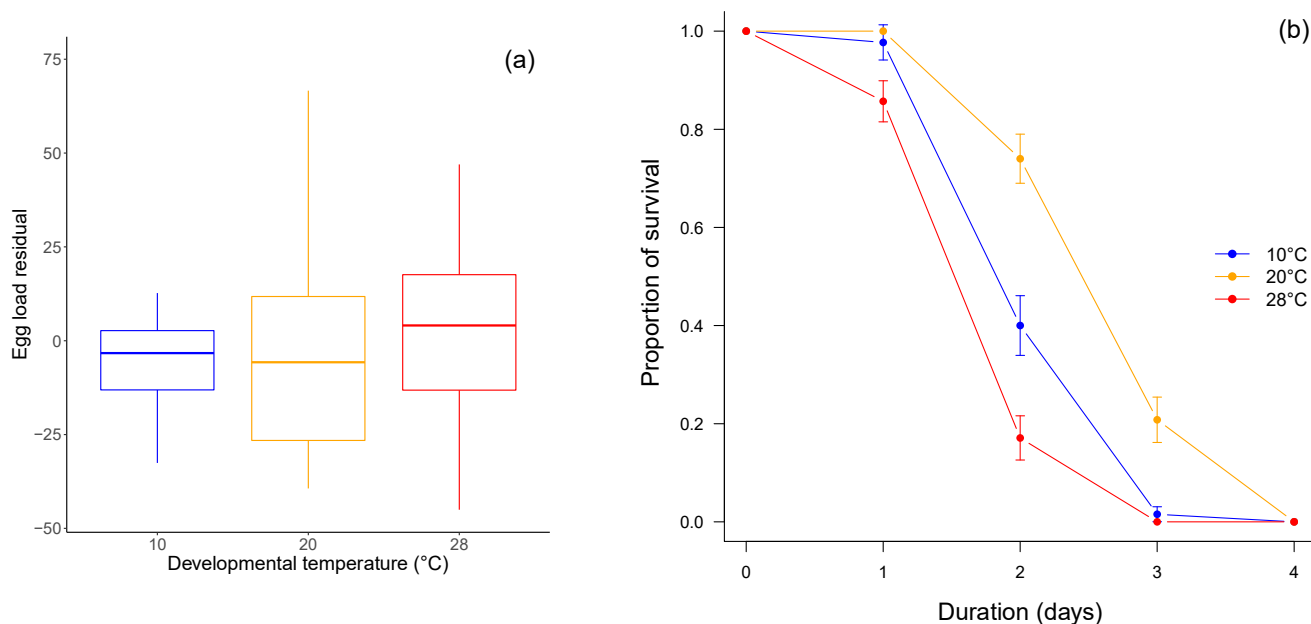 (a)
Egg load residual
75
50
25
0
−25
−50
10
20
28
Developmental temperature (°C)
(b)
Proportion of survival
1.0
0.8
0.6
0.4
0.2
0.0
0
1
2
3
4
Duration (days)
10°C
20°C
28°C